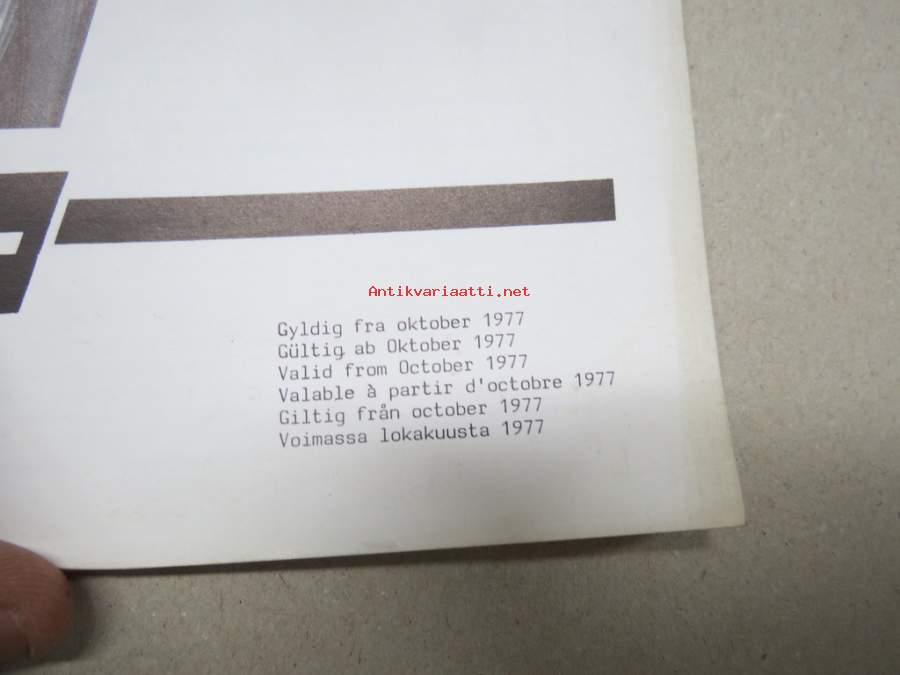 Antikvariaatti.net
Gyldig fra oktober 1977
Gültig ab Oktober 1977
Valid from October 1977
Valable à partir d'octobre 1977
Giltig från october 1977
Voimassa lokakuusta 1977